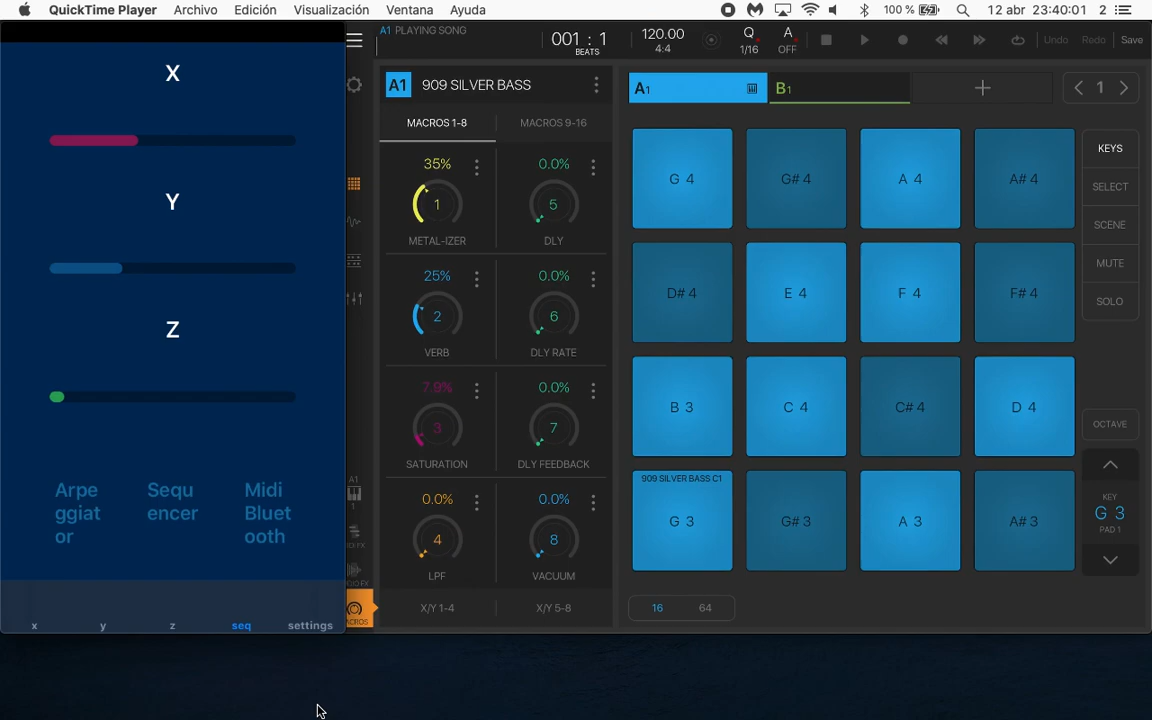 QuickTime Player Archivo Edición Visualización Ventana Ayuda 100 % 12 abr 23:40:01 2
X
Y
Z
Arpe
ggiat
or
Sequ
encer
Midi
Bluet
ooth
x y z seq settings
A1 PLAYING SONG
001 : 1
BEATS
120.00
4:4
Q
1/16
A
OFF
Undo Redo Save
A1 909 SILVER BASS
MACROS 1-8 MACROS 9-16
35% 0.0%
1 5
METAL-IZER DLY
25% 0.0%
2 6
VERB DLY RATE
7.9% 0.0%
3 7
SATURATION DLY FEEDBACK
0.0% 0.0%
4 8
LPF VACUUM
X/Y 1-4 X/Y 5-8
A1
1
A1 B1 + 1
G 4 G# 4 A 4 A# 4
D# 4 E 4 F 4 F# 4
B 3 C 4 C# 4 D 4
909 SILVER BASS C1
G 3 G# 3 A 3 A# 3
16 64
KEYS
SELECT
SCENE
MUTE
SOLO
OCTAVE
KEY
G 3
PAD 1